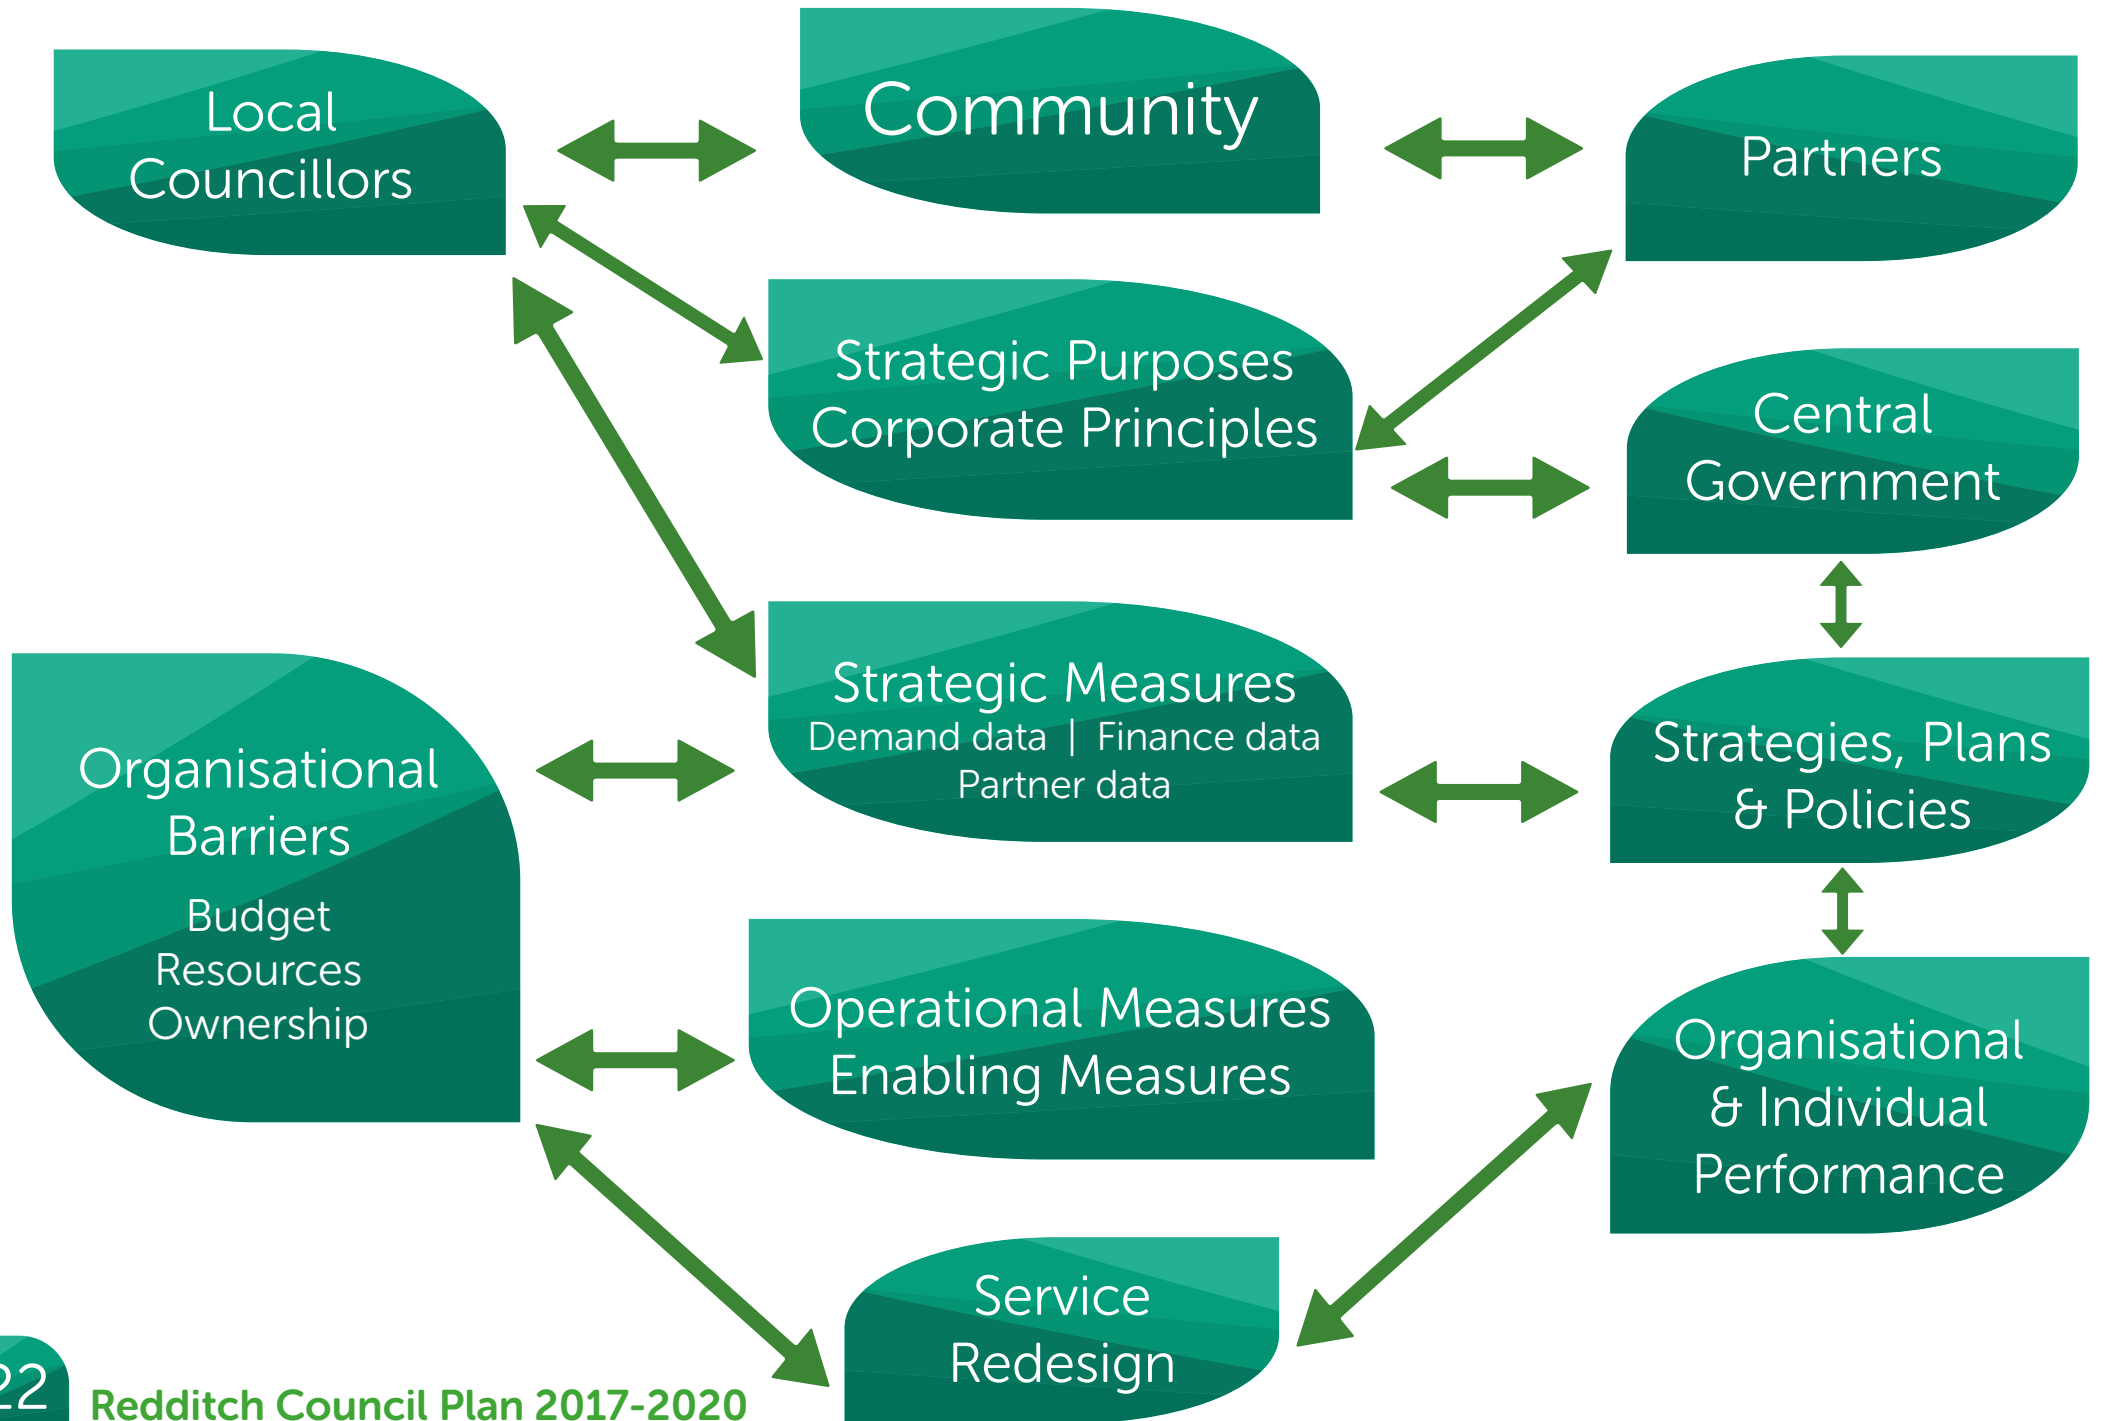 Local
Councillors
Community
Partners
Strategic Purposes
Corporate Principles
Central
Government
Strategic Measures
Demand data | Finance data
Partner data
Strategies, Plans
& Policies
Organisational
Barriers
Budget
Resources
Ownership
Operational Measures
Enabling Measures
Organisational
& Individual
Performance
Service
Redesign
22
Redditch Council Plan 2017-2020